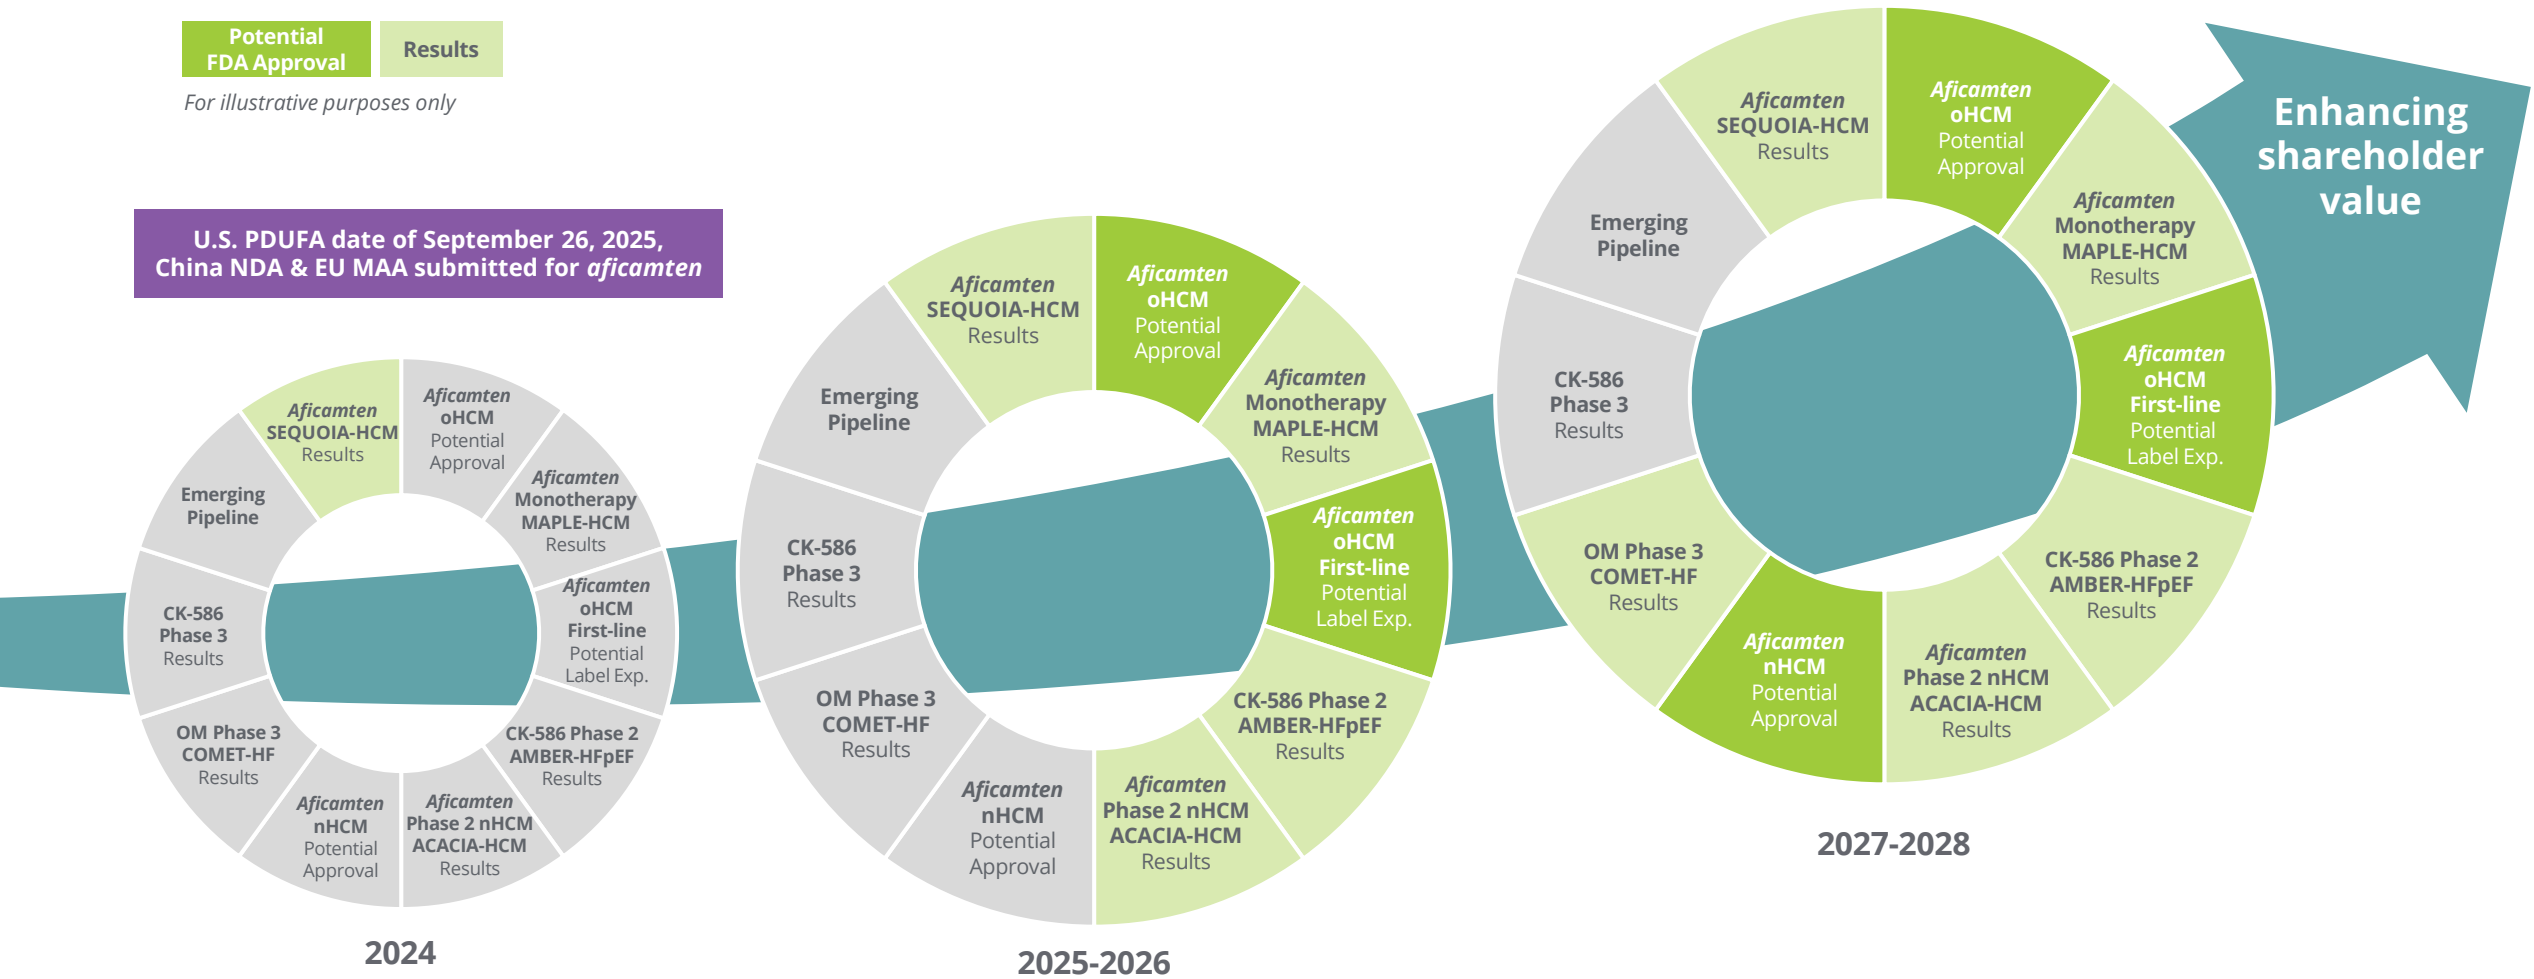 Potential
FDA Approval
Results
For illustrative purposes only
U.S. PDUFA date of September 26, 2025,
China NDA & EU MAA submitted for aficamten
Aficamten
SEQUOIA-HCM
Results
Aficamten
oHCM
Potential
Approval
Aficamten
Monotherapy
MAPLE-HCM
Results
Aficamten
oHCM
First-line
Potential
Label Exp.
CK-586 Phase 2
AMBER-HFpEF
Results
Aficamten
Phase 2 nHCM
ACACIA-HCM
Results
Aficamten
nHCM
Potential
Approval
OM Phase 3
COMET-HF
Results
CK-586
Phase 3
Results
Emerging
Pipeline
2024
Aficamten
SEQUOIA-HCM
Results
Aficamten
oHCM
Potential
Approval
Aficamten
Monotherapy
MAPLE-HCM
Results
Aficamten
oHCM
First-line
Potential
Label Exp.
CK-586 Phase 2
AMBER-HFpEF
Results
Aficamten
Phase 2 nHCM
ACACIA-HCM
Results
Aficamten
nHCM
Potential
Approval
OM Phase 3
COMET-HF
Results
CK-586
Phase 3
Results
Emerging
Pipeline
2025-2026
Aficamten
SEQUOIA-HCM
Results
Aficamten
oHCM
Potential
Approval
Aficamten
Monotherapy
MAPLE-HCM
Results
Aficamten
oHCM
First-line
Potential
Label Exp.
CK-586 Phase 2
AMBER-HFpEF
Results
Aficamten
Phase 2 nHCM
ACACIA-HCM
Results
Aficamten
nHCM
Potential
Approval
OM Phase 3
COMET-HF
Results
CK-586
Phase 3
Results
Emerging
Pipeline
2027-2028
Enhancing
shareholder
value